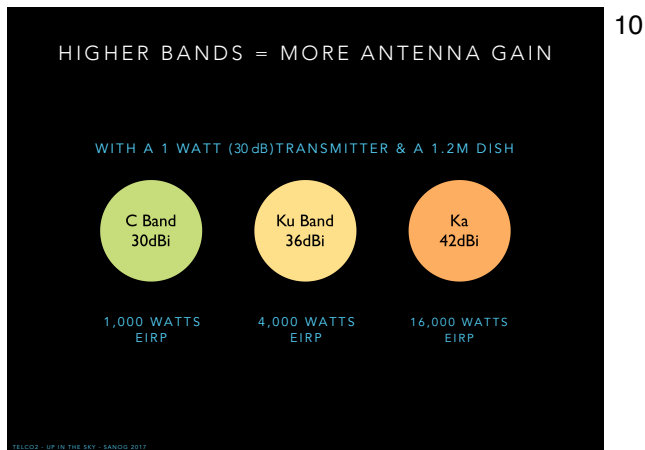 10
HIGHER BANDS = MORE ANTENNA GAIN
WITH A 1 WATT (30 dB)TRANSMITTER & A 1.2M DISH
C Band
30dBi
Ku Band
36dBi
Ka
42dBi
1,000 WATTS
EIRP
4,000 WATTS
EIRP
16,000 WATTS
EIRP
TELCO2 - UP IN THE SKY - SANOG 2017